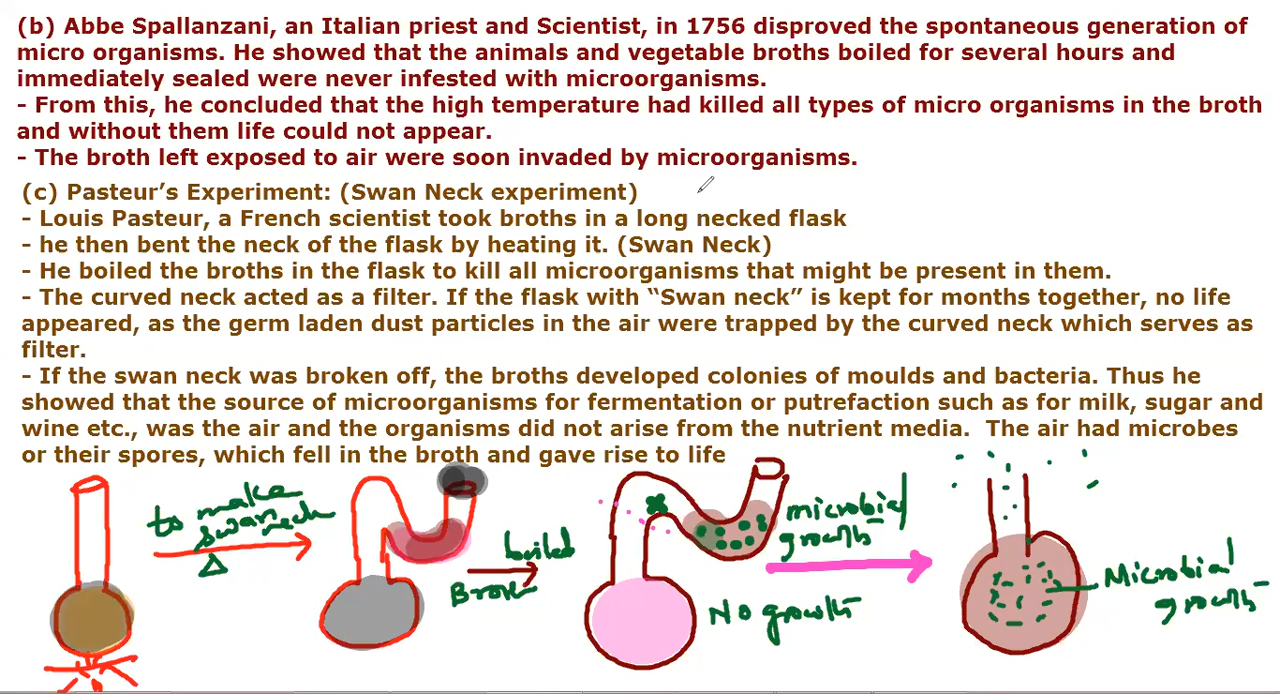 (b) Abbe Spallanzani, an Italian priest and Scientist, in 1756 disproved the spontaneous generation of
micro organisms. He showed that the animals and vegetable broths boiled for several hours and
immediately sealed were never infested with microorganisms.
- From this, he concluded that the high temperature had killed all types of micro organisms in the broth
and without them life could not appear.
- The broth left exposed to air were soon invaded by microorganisms.
(c) Pasteur’s Experiment: (Swan Neck experiment)
- Louis Pasteur, a French scientist took broths in a long necked flask
- he then bent the neck of the flask by heating it. (Swan Neck)
- He boiled the broths in the flask to kill all microorganisms that might be present in them.
- The curved neck acted as a filter. If the flask with “Swan neck” is kept for months together, no life
appeared, as the germ laden dust particles in the air were trapped by the curved neck which serves as
filter.
- If the swan neck was broken off, the broths developed colonies of moulds and bacteria. Thus he
showed that the source of microorganisms for fermentation or putrefaction such as for milk, sugar and
wine etc., was the air and the organisms did not arise from the nutrient media.  The air had microbes
or their spores, which fell in the broth and gave rise to life
to make
swan neck
Δ
boiled
microbial
growth
No growth
Microbial
growth